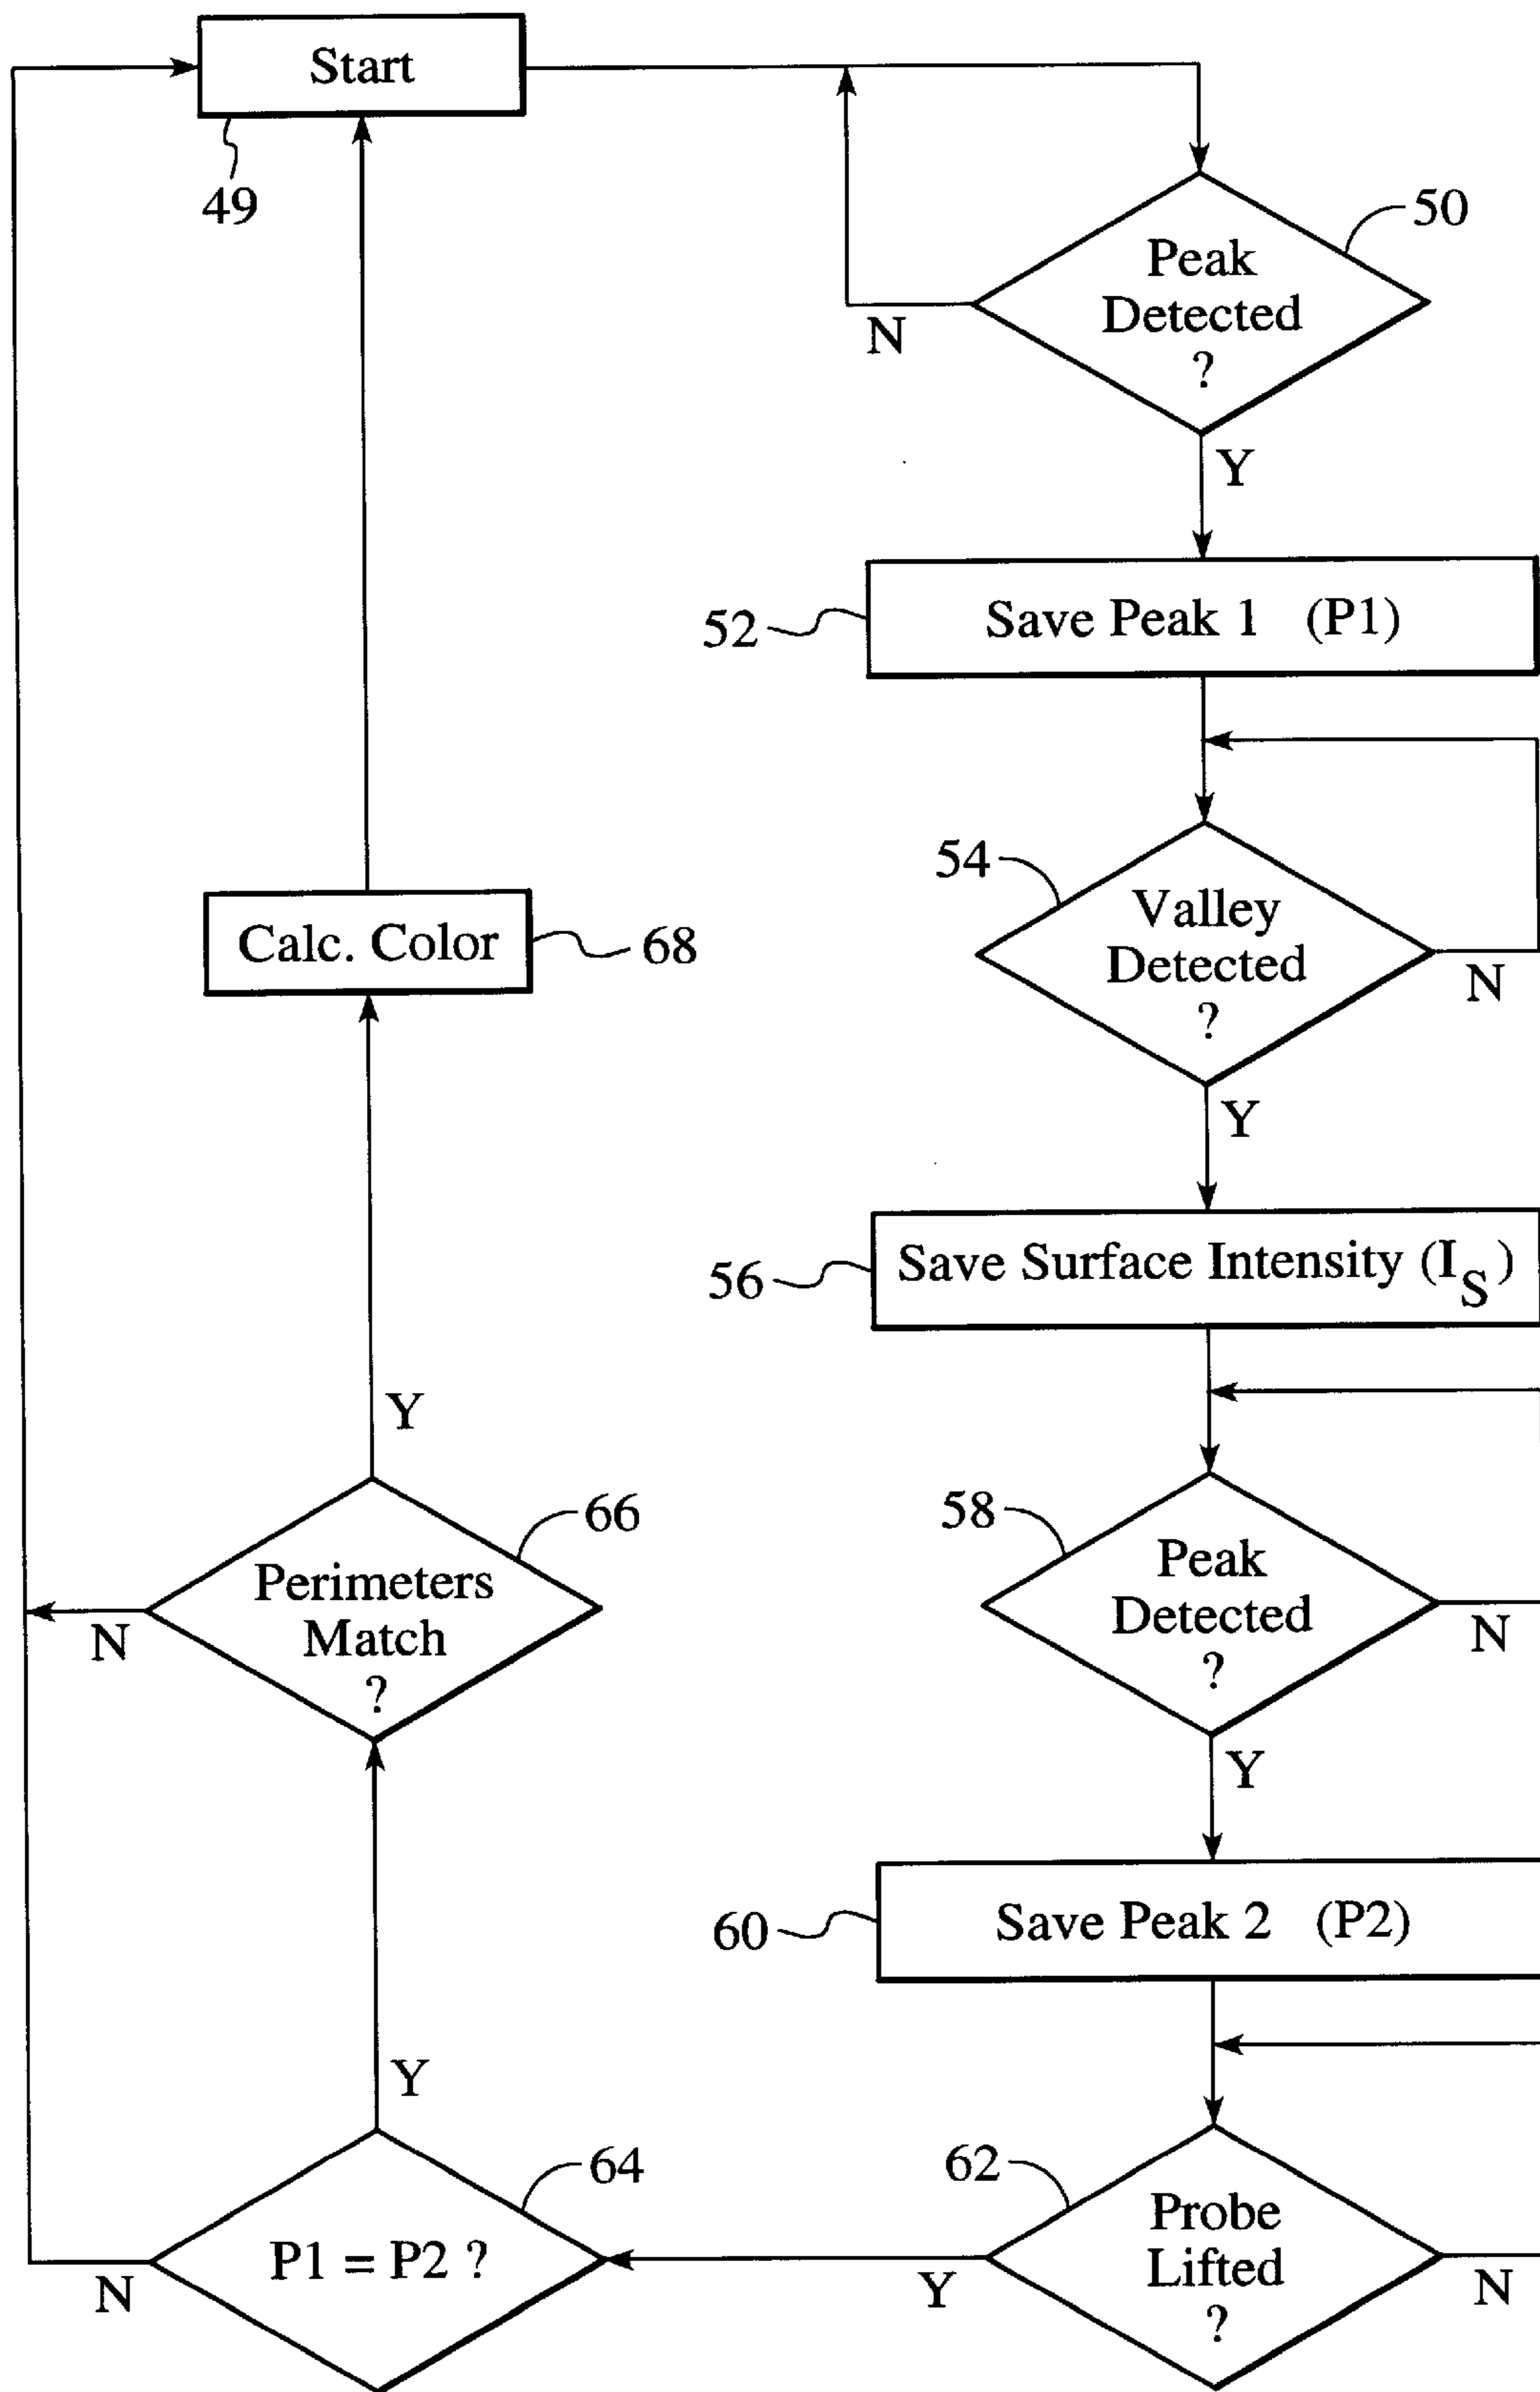 Start
49
50
Peak
Detected
?
N
Y
52
Save Peak 1 (P1)
54
Valley
Detected
?
N
Y
56
Save Surface Intensity (I_S)
58
Peak
Detected
?
N
Y
60
Save Peak 2 (P2)
62
Probe
Lifted
?
N
Y
64
P1 = P2 ?
N
Y
66
Perimeters
Match
?
N
Y
Calc. Color
68